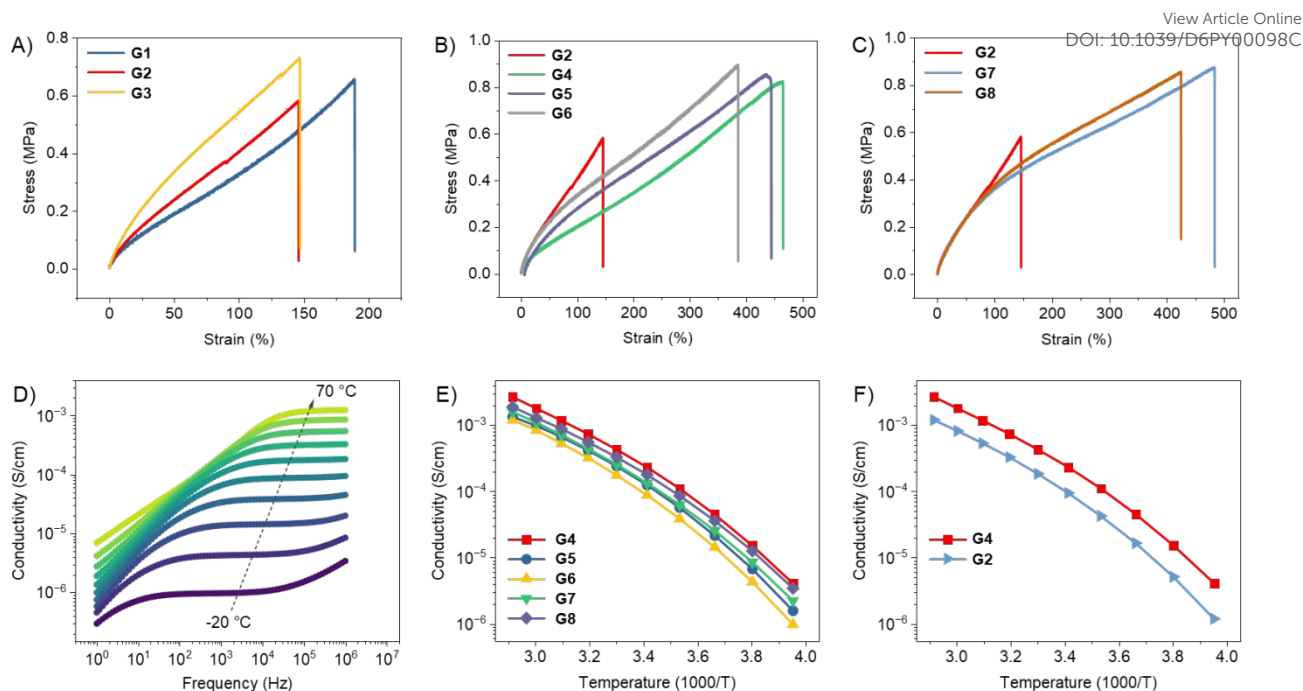 View Article Online
DOI: 10.1039/D6PY00098C
A)
G1
G2
G3
0.8
0.6
0.4
0.2
0.0
Stress (MPa)
0 50 100 150 200
Strain (%)
B)
G2
G4
G5
G6
1.0
0.8
0.6
0.4
0.2
0.0
Stress (MPa)
0 100 200 300 400 500
Strain (%)
C)
G2
G7
G8
1.0
0.8
0.6
0.4
0.2
0.0
Stress (MPa)
0 100 200 300 400 500
Strain (%)
D)
70 °C
-20 °C
10⁻³
10⁻⁴
10⁻⁵
10⁻⁶
Conductivity (S/cm)
10⁰ 10¹ 10² 10³ 10⁴ 10⁵ 10⁶ 10⁷
Frequency (Hz)
E)
G4
G5
G6
G7
G8
10⁻³
10⁻⁴
10⁻⁵
10⁻⁶
Conductivity (S/cm)
3.0 3.2 3.4 3.6 3.8 4.0
Temperature (1000/T)
F)
G4
G2
10⁻³
10⁻⁴
10⁻⁵
10⁻⁶
Conductivity (S/cm)
3.0 3.2 3.4 3.6 3.8 4.0
Temperature (1000/T)